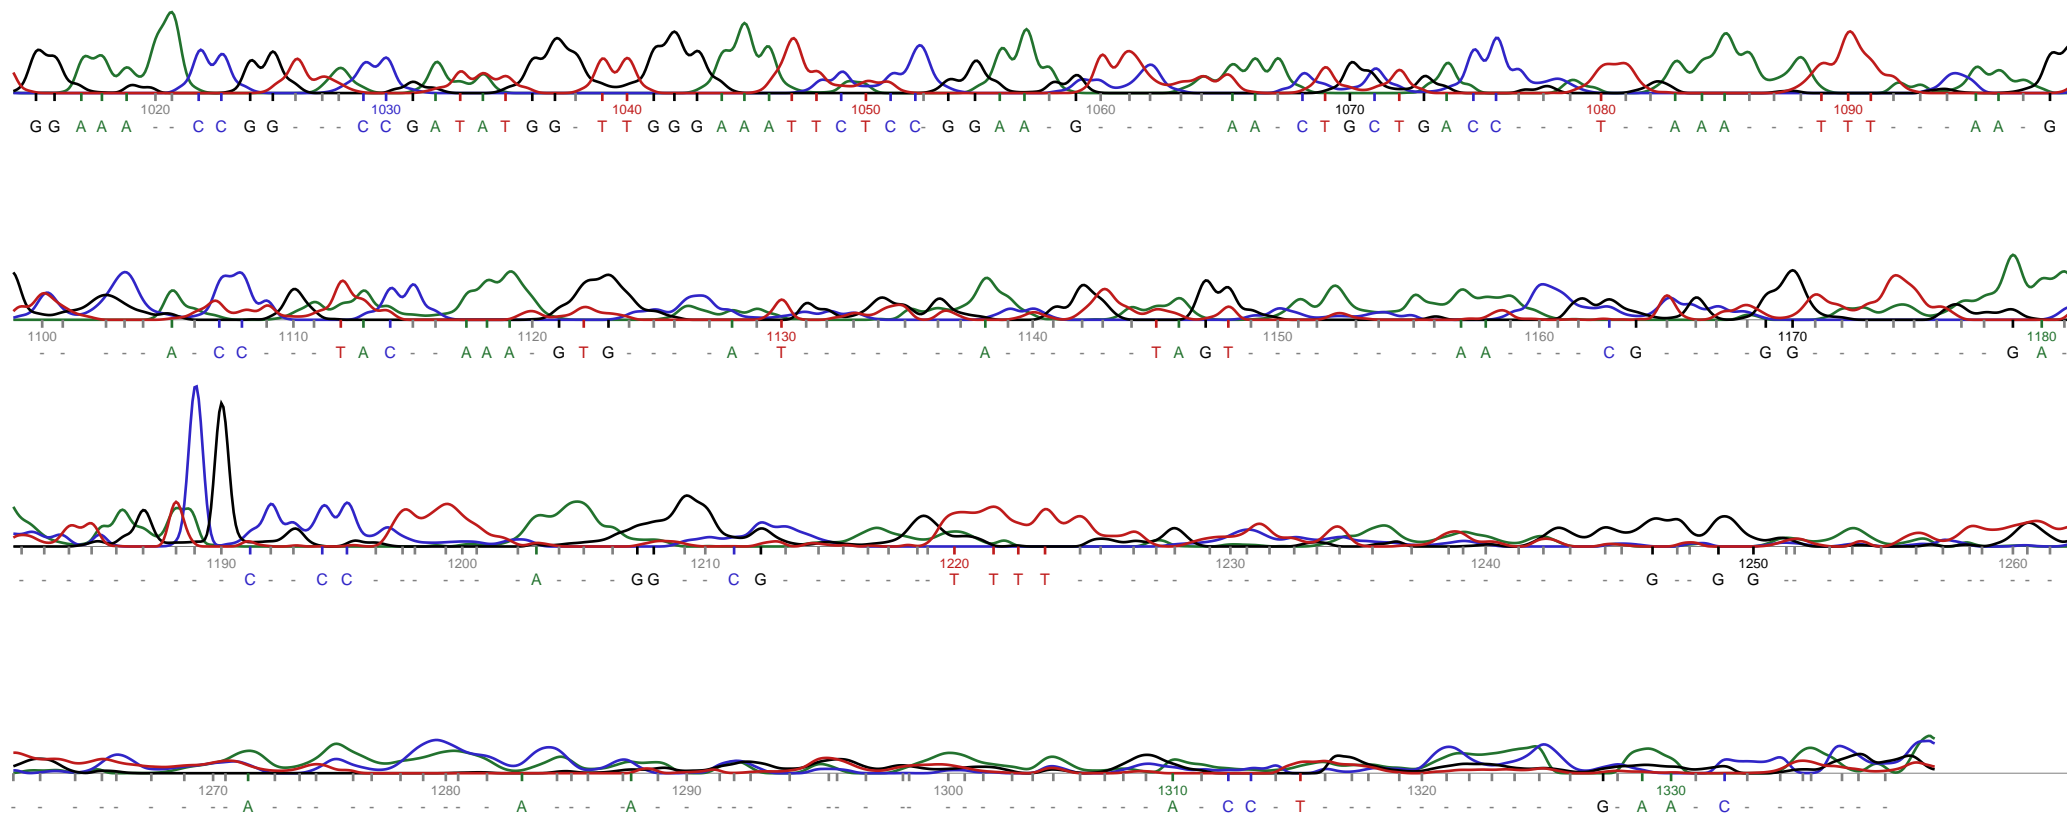 1020 1030 1040 1050 1060 1070 1080 1090
G G A A A - - C C G G - - - C C G A T A T G G - T T G G G A A A T T C T C C - G G A A - G - - - - - - A A - C T G C T G A C C - - - - T - - A A A - - - T T T - - - A A - G
1100 1110 1120 1130 1140 1150 1160 1170 1180
- - - - - A - C C - - - T A C - - A A A - G T G - - - - A - T - - - - - - - - A - - - - - - T A G T - - - - - - - - - A A - - - - C G - - - - G G - - - - - - - - G A -
1190 1200 1210 1220 1230 1240 1250 1260
- - - - - - - - - C - - C C - - - - - - - A - - - G G - - C - G - - - - - - - T - T T T - - - - - - - - - - - - - - - - - - - - - - - - G - - G - G - - - - - - - - - - - - -
1270 1280 1290 1300 1310 1320 1330
- - - - - - - - - A - - - - - - - - - - A - - - A - - - - - - - - - - - - - - - - - - - - - A - C C - T - - - - - - - - - - - G - A A - C - - - - - - -